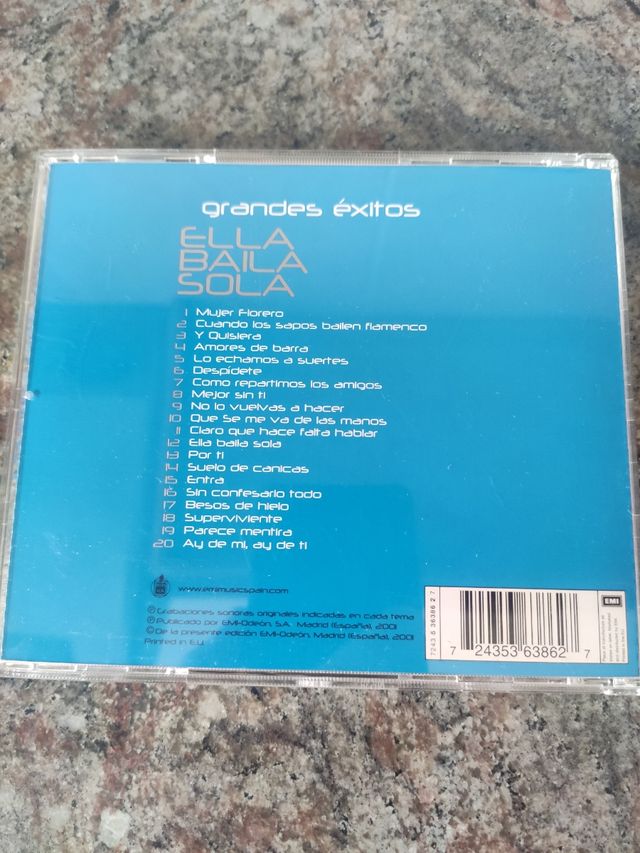 grandes éxitos
ELLA
BAILA
SOLA
1 Mujer Florero
2 Cuando los sapos bailen flamenco
3 Y Quisiera
4 Amores de barra
5 Lo echamos a suertes
6 Despídete
7 Como repartimos los amigos
8 Mejor sin ti
9 No lo vuelvas a hacer
10 Que Se me va de las manos
11 Claro que hace falta hablar
12 Ella baila sola
13 Por ti
14 Suelo de canicas
15 Entra
16 Sin confesarlo todo
17 Besos de hielo
18 Superviviente
19 Parece mentira
20 Ay de mi, ay de ti
www.emimusicspain.com
℗ Grabaciones sonoras originales indicadas en cada tema
℗ Publicado por EMI-Odeón, S.A. Madrid (España), 2001
© De la presente edición EMI-Odeón, Madrid (España), 2001
Printed in E.U.
7243 5 36386 2 7
7 24353 63862 7
EMI